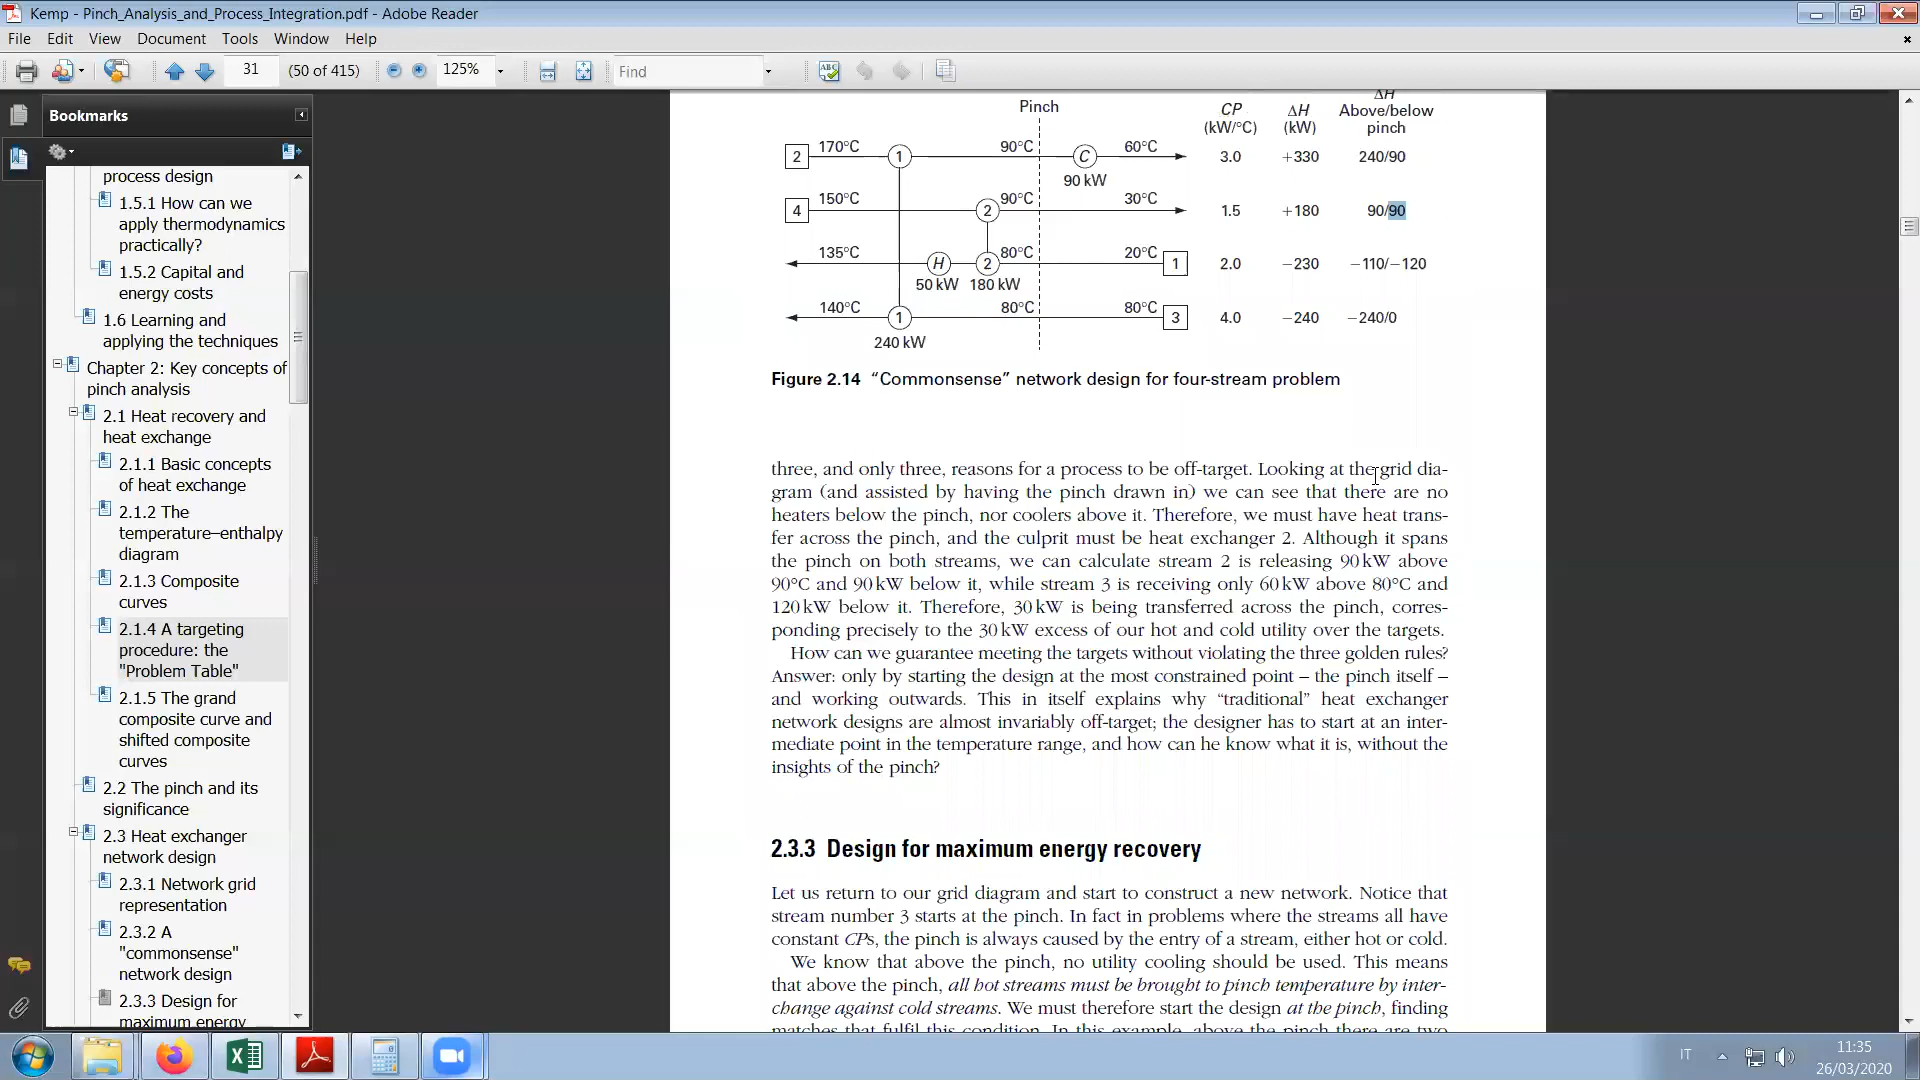 Kemp - Pinch_Analysis_and_Process_Integration.pdf - Adobe Reader
File Edit View Document Tools Window Help
31 (50 of 415) 125% Find
Bookmarks
process design
1.5.1 How can we
apply thermodynamics
practically?
1.5.2 Capital and
energy costs
1.6 Learning and
applying the techniques
Chapter 2: Key concepts of
pinch analysis
2.1 Heat recovery and
heat exchange
2.1.1 Basic concepts
of heat exchange
2.1.2 The
temperature–enthalpy
diagram
2.1.3 Composite
curves
2.1.4 A targeting
procedure: the
"Problem Table"
2.1.5 The grand
composite curve and
shifted composite
curves
2.2 The pinch and its
significance
2.3 Heat exchanger
network design
2.3.1 Network grid
representation
2.3.2 A
"commonsense"
network design
2.3.3 Design for
maximum energy
ΔH
Pinch CP ΔH Above/below
(kW/°C) (kW) pinch
2 170°C 1 90°C C 60°C 3.0 +330 240/90
90 kW
4 150°C 2 90°C 30°C 1.5 +180 90/90
135°C H 2 80°C 20°C 1 2.0 −230 −110/−120
50 kW 180 kW
140°C 1 80°C 80°C 3 4.0 −240 −240/0
240 kW
Figure 2.14 “Commonsense” network design for four-stream problem
three, and only three, reasons for a process to be off-target. Looking at the grid dia-
gram (and assisted by having the pinch drawn in) we can see that there are no
heaters below the pinch, nor coolers above it. Therefore, we must have heat trans-
fer across the pinch, and the culprit must be heat exchanger 2. Although it spans
the pinch on both streams, we can calculate stream 2 is releasing 90 kW above
90°C and 90 kW below it, while stream 3 is receiving only 60 kW above 80°C and
120 kW below it. Therefore, 30 kW is being transferred across the pinch, corres-
ponding precisely to the 30 kW excess of our hot and cold utility over the targets.
How can we guarantee meeting the targets without violating the three golden rules?
Answer: only by starting the design at the most constrained point – the pinch itself –
and working outwards. This in itself explains why “traditional” heat exchanger
network designs are almost invariably off-target; the designer has to start at an inter-
mediate point in the temperature range, and how can he know what it is, without the
insights of the pinch?
2.3.3 Design for maximum energy recovery
Let us return to our grid diagram and start to construct a new network. Notice that
stream number 3 starts at the pinch. In fact in problems where the streams all have
constant CPs, the pinch is always caused by the entry of a stream, either hot or cold.
We know that above the pinch, no utility cooling should be used. This means
that above the pinch, all hot streams must be brought to pinch temperature by inter-
change against cold streams. We must therefore start the design at the pinch, finding
matches that fulfil this condition. In this example, above the pinch there are two
IT
11:35
26/03/2020